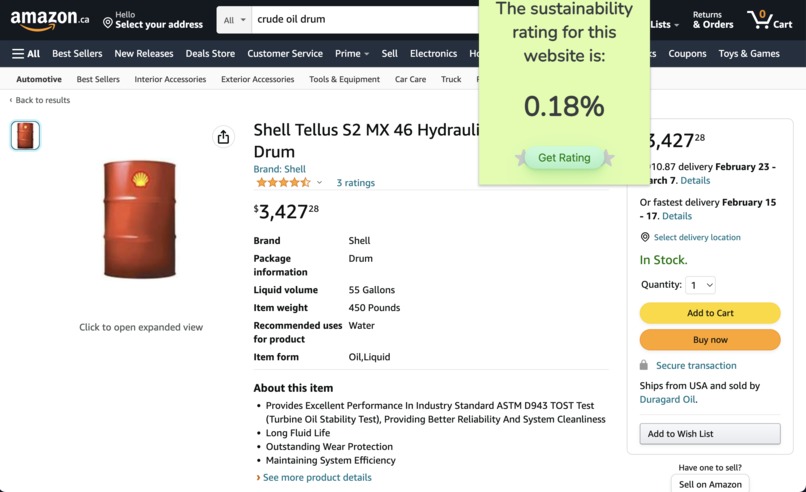 amazon.ca
Hello
Select your address
All
crude oil drum
Lists
Returns
& Orders
0
Cart
All
Best Sellers
New Releases
Deals Store
Customer Service
Prime
Sell
Electronics
Coupons
Toys & Games
Automotive
Best Sellers
Interior Accessories
Exterior Accessories
Tools & Equipment
Car Care
Truck
‹ Back to results
The sustainability
rating for this
website is:
0.18%
Get Rating
Shell Tellus S2 MX 46 Hydrauli
Drum
Brand: Shell
3 ratings
$3,42728
Brand Shell
Package
information Drum
Liquid volume 55 Gallons
Item weight 450 Pounds
Recommended uses
for product Water
Item form Oil,Liquid
Click to open expanded view
About this item
• Provides Excellent Performance In Industry Standard ASTM D943 TOST Test
(Turbine Oil Stability Test), Providing Better Reliability And System Cleanliness
• Long Fluid Life
• Outstanding Wear Protection
• Maintaining System Efficiency
› See more product details
3,42728
10.87 delivery February 23 -
arch 7. Details
Or fastest delivery February 15
- 17. Details
Select delivery location
In Stock.
Quantity: 1
Add to Cart
Buy now
Secure transaction
Ships from USA and sold by
Duragard Oil.
Add to Wish List
Have one to sell?
Sell on Amazon